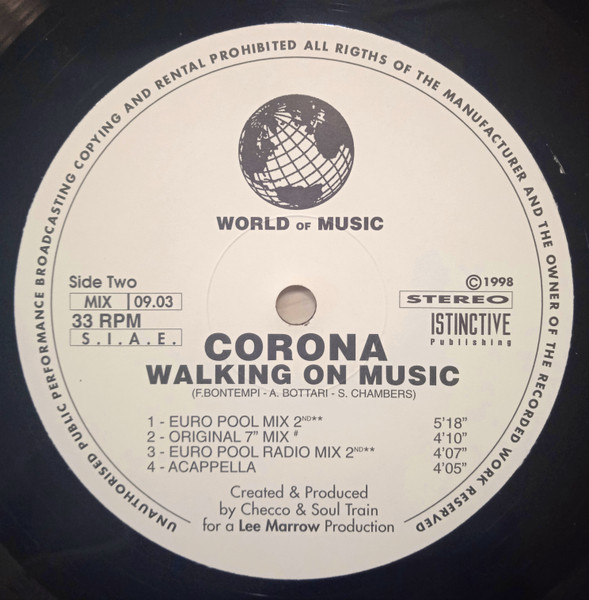 UNAUTHORISED PUBLIC PERFORMANCE BROADCASTING COPYING AND RENTAL PROHIBITED ALL RIGTHS OF THE MANUFACTURER AND THE OWNER OF THE RECORDED WORK RESERVED
WORLD OF MUSIC
Side Two
MIX 09.03
33 RPM
S.I.A.E.
©1998
STEREO
ISTINCTIVE
Publishing
CORONA
WALKING ON MUSIC
(F.BONTEMPI - A. BOTTARI - S. CHAMBERS)
1 - EURO POOL MIX 2ND** 5'18"
2 - ORIGINAL 7" MIX # 4'10"
3 - EURO POOL RADIO MIX 2ND** 4'07"
4 - ACAPPELLA 4'05"
Created & Produced
by Checco & Soul Train
for a Lee Marrow Production